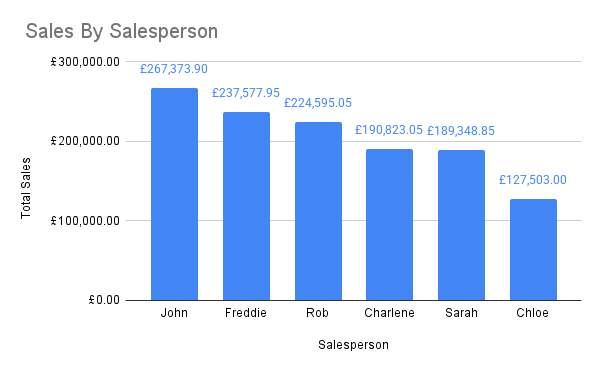 Sales By Salesperson
£300,000.00
£267,373.90
£237,577.95
£224,595.05
£190,823.05
£189,348.85
£127,503.00
£200,000.00
£100,000.00
£0.00
Total Sales
John Freddie Rob Charlene Sarah Chloe
Salesperson